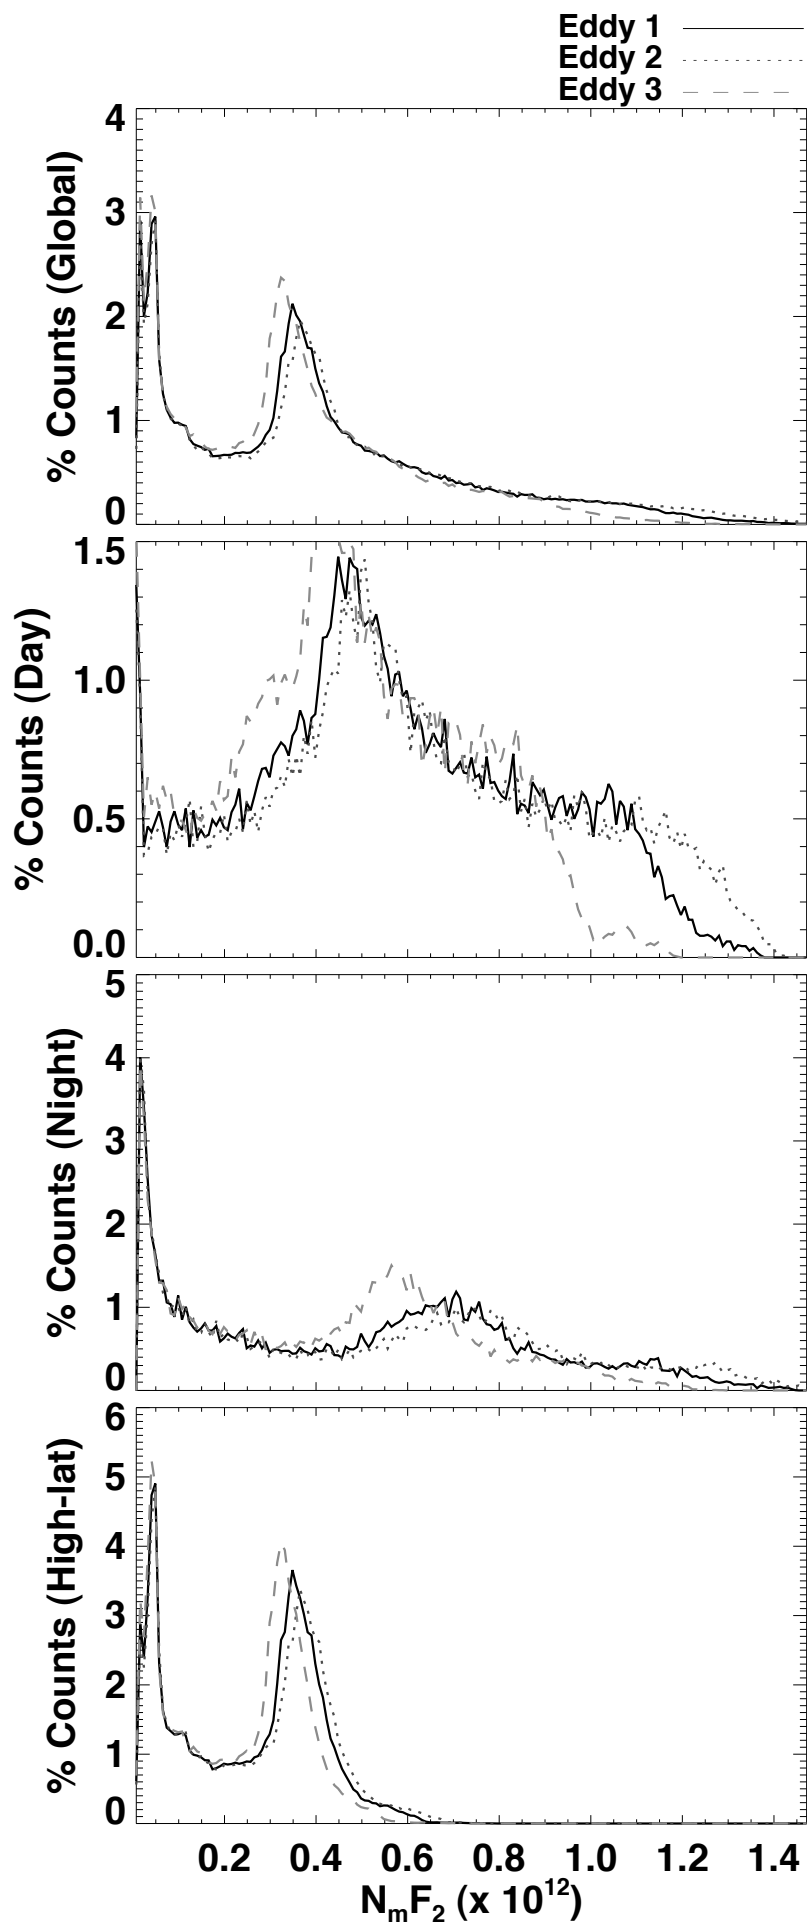 Eddy 1
Eddy 2
Eddy 3
4
3
2
1
0
% Counts (Global)
1.5
1.0
0.5
0.0
% Counts (Day)
5
4
3
2
1
0
% Counts (Night)
6
5
4
3
2
1
0
% Counts (High-lat)
0.2 0.4 0.6 0.8 1.0 1.2 1.4
NₘF₂ (x 10¹²)